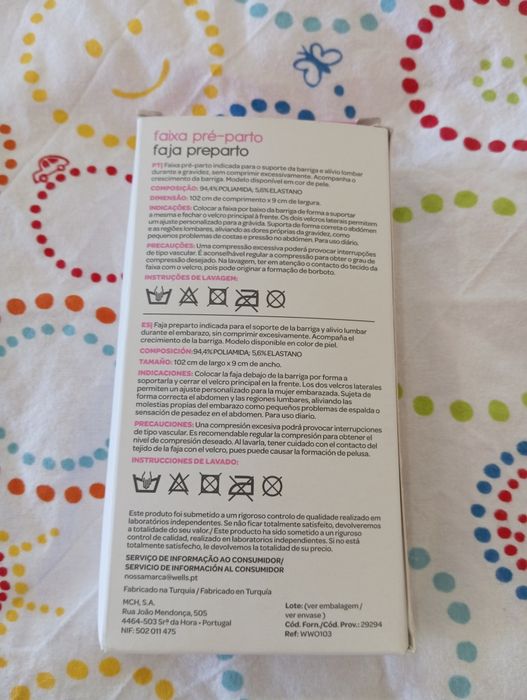 faixa pré-parto
faja preparto
PT| Faixa pré-parto indicada para o suporte da barriga e alívio lombar
durante a gravidez, sem comprimir excessivamente. Acompanha o
crescimento da barriga. Modelo disponível em cor de pele.
COMPOSIÇÃO: 94,4% POLIAMIDA; 5,6% ELASTANO
DIMENSÃO: 102 cm de comprimento x 9 cm de largura.
INDICAÇÕES: Colocar a faixa por baixo da barriga de forma a suportar
a mesma e fechar o velcro principal à frente. Os dois velcros laterais permitem
um ajuste personalizado para a grávida. Suporta de forma correta o abdómen
e as regiões lombares, aliviando as dores próprias da gravidez, como
pequenos problemas de costas e pressão no abdómen. Para uso diário.
PRECAUÇÕES: Uma compressão excessiva poderá provocar interrupções
de tipo vascular. É aconselhável regular a compressão para obter o grau de
compressão desejado. Na lavagem, ter em atenção o contacto do tecido da
faixa com o velcro, pois pode originar a formação de borboto.
INSTRUÇÕES DE LAVAGEM:
ES| Faja preparto indicada para el soporte de la barriga y alivio lumbar
durante el embarazo, sin comprimir excesivamente. Acompaña el
crecimiento de la barriga. Modelo disponible en color de piel.
COMPOSICIÓN: 94,4% POLIAMIDA; 5,6% ELASTANO
TAMAÑO: 102 cm de largo x 9 cm de ancho.
INDICACIONES: Colocar la faja debajo de la barriga por forma a
soportarla y cerrar el velcro principal en la frente. Los dos velcros laterales
permiten un ajuste personalizado para la mujer embarazada. Sujeta de
forma correcta el abdomen y las regiones lumbares, aliviando las
molestias propias del embarazo como pequeños problemas de espalda o
sensación de pesadez en el abdomen. Para uso diario.
PRECAUCIONES: Una compresión excesiva podrá provocar interrupciones
de tipo vascular. Es recomendable regular la compresión para obtener el
nivel de compresión deseado. Al lavarla, tener cuidado con el contacto del
tejido de la faja con el velcro, pues puede causar la formación de pelusa.
INSTRUCCIONES DE LAVADO:
Este produto foi submetido a um rigoroso controlo de qualidade realizado em
laboratórios independentes. Se não ficar totalmente satisfeito, devolveremos
a totalidade do seu valor./ Este producto ha sido sometido a un riguroso
control de calidad, realizado en laboratorios independientes. Si no está
totalmente satisfecho, le devolvemos la totalidad de su precio.
SERVIÇO DE INFORMAÇÃO AO CONSUMIDOR/
SERVICIO DE INFORMACIÓN AL CONSUMIDOR
nossamarca@wells.pt
Fabricado na Turquia / Fabricado en Turquía
MCH, S.A.
Rua João Mendonça, 505
4464-503 Srª da Hora • Portugal
NIF: 502 011 475
Lote: (ver embalagem /
ver envase )
Cód. Forn./Cód. Prov.: 29294
Ref: WW0103